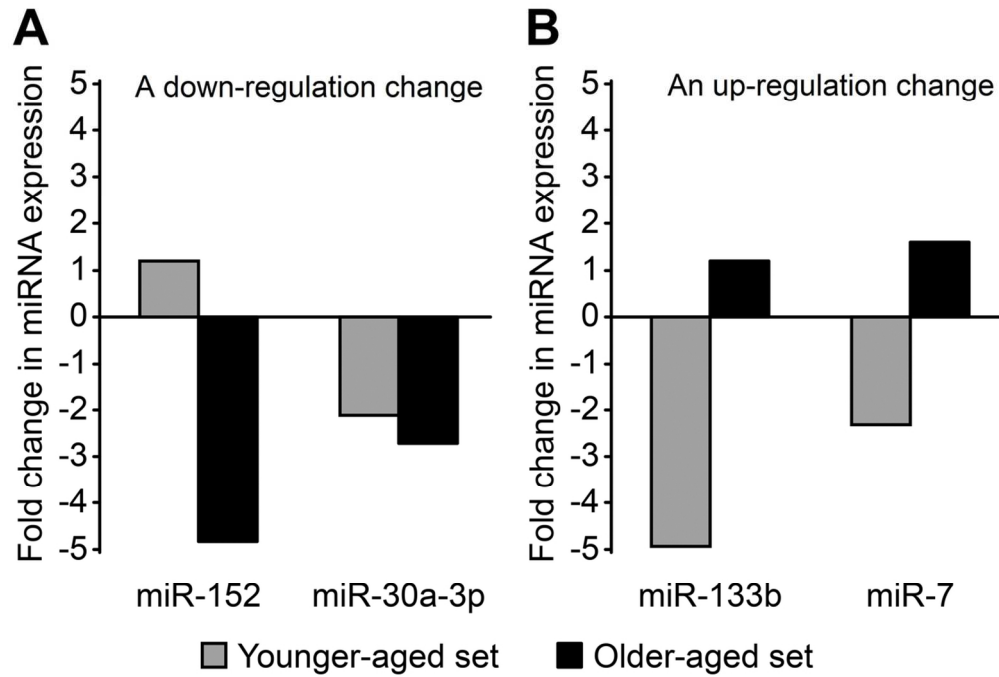 A
A down-regulation change
Fold change in miRNA expression
5
4
3
2
1
0
-1
-2
-3
-4
-5
miR-152 miR-30a-3p
B
An up-regulation change
Fold change in miRNA expression
5
4
3
2
1
0
-1
-2
-3
-4
-5
miR-133b miR-7
Younger-aged set Older-aged set